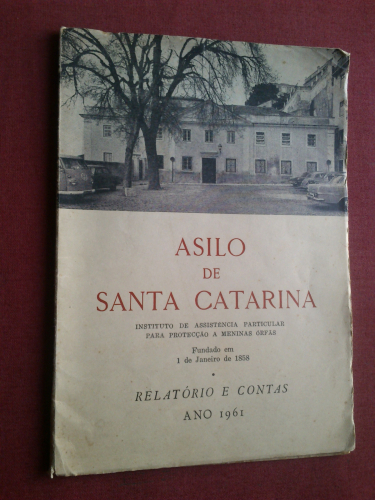 ASILO
DE
SANTA CATARINA
INSTITUTO DE ASSISTENCIA PARTICULAR
PARA PROTECÇÃO A MENINAS ÓRFÃS
Fundado em
1 de Janeiro de 1858
RELATÓRIO E CONTAS
ANO 1961